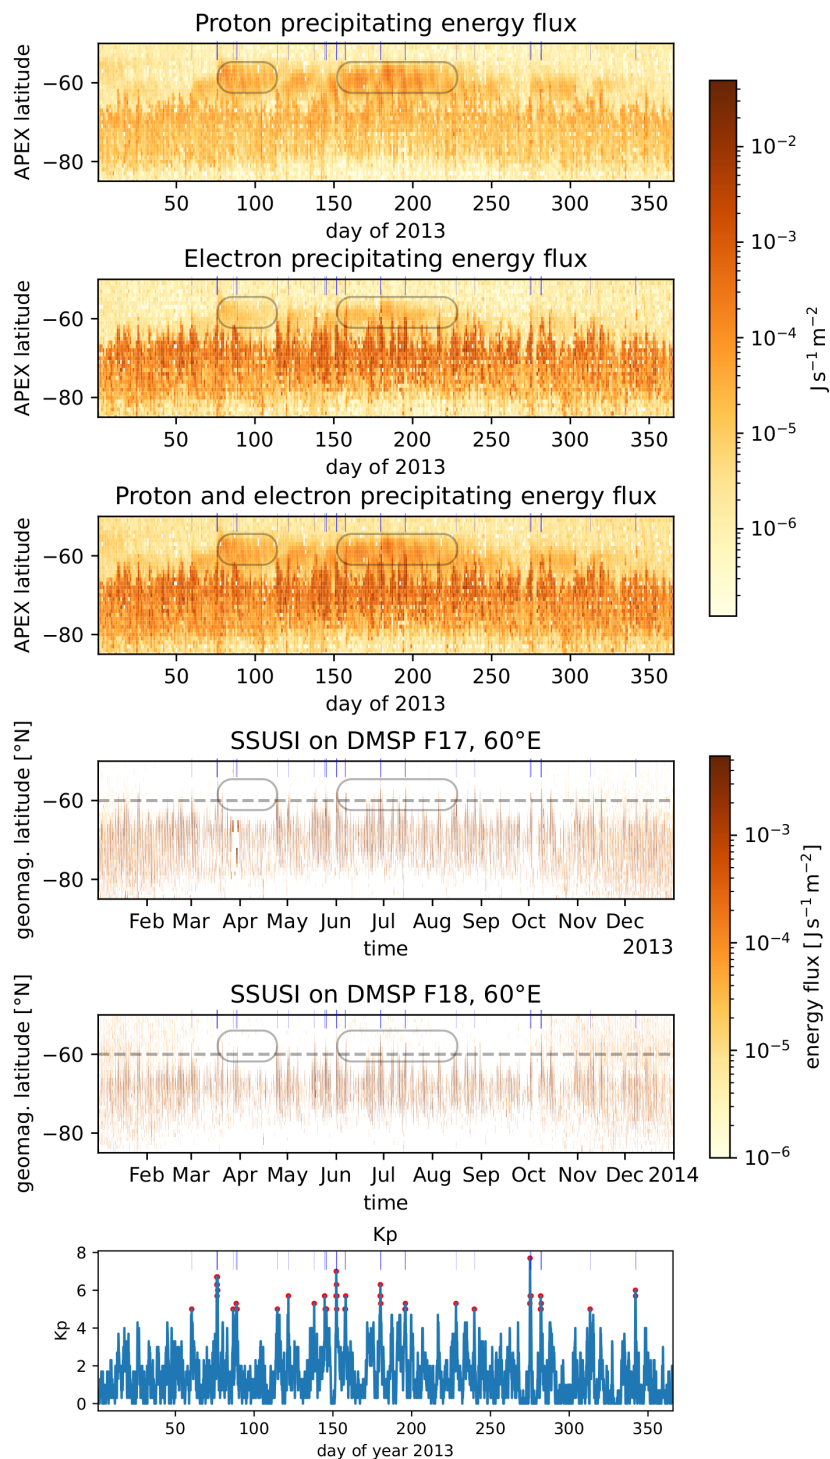 Proton precipitating energy flux
APEX latitude
−60
−80
50 100 150 200 250 300 350
day of 2013
Electron precipitating energy flux
APEX latitude
−60
−80
50 100 150 200 250 300 350
day of 2013
Proton and electron precipitating energy flux
APEX latitude
−60
−80
50 100 150 200 250 300 350
day of 2013
10⁻²
10⁻³
10⁻⁴
10⁻⁵
10⁻⁶
J s⁻¹ m⁻²
SSUSI on DMSP F17, 60°E
geomag. latitude [°N]
−60
−80
Feb Mar Apr May Jun Jul Aug Sep Oct Nov Dec
time
2013
SSUSI on DMSP F18, 60°E
geomag. latitude [°N]
−60
−80
Feb Mar Apr May Jun Jul Aug Sep Oct Nov Dec 2014
time
10⁻³
10⁻⁴
10⁻⁵
10⁻⁶
energy flux [ J s⁻¹ m⁻² ]
Kp
Kp
8
6
4
2
0
50 100 150 200 250 300 350
day of year 2013